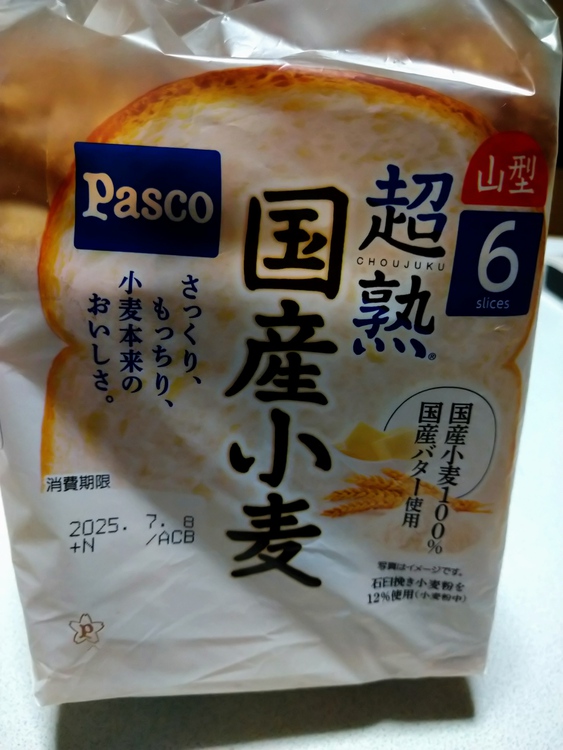 Pasco
超熟
CHOUJUKU
®
国産小麦
山型
6
slices
さっくり、
もっちり、
小麦本来の
おいしさ。
国産小麦100%
国産バター使用
消費期限
2025. 7. 8
+N /ACB
写真はイメージです。
石臼挽き小麦粉を
12%使用(小麦粉中)
P